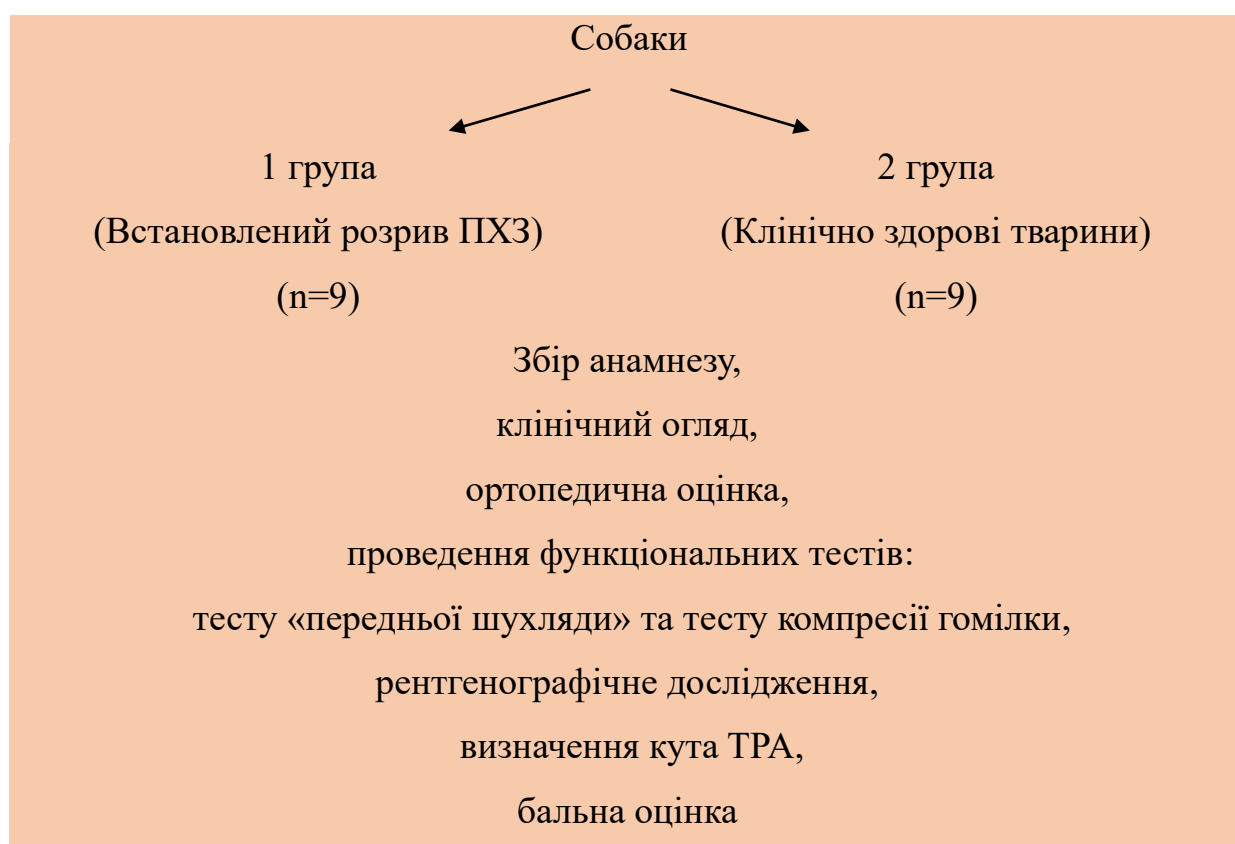 Собаки
1 група
(Встановлений розрив ПХЗ)
(n=9)
2 група
(Клінічно здорові тварини)
(n=9)
Збір анамнезу,
клінічний огляд,
ортопедична оцінка,
проведення функціональних тестів:
тесту «передньої шухляди» та тесту компресії гомілки,
рентгенографічне дослідження,
визначення кута ТРА,
бальна оцінка